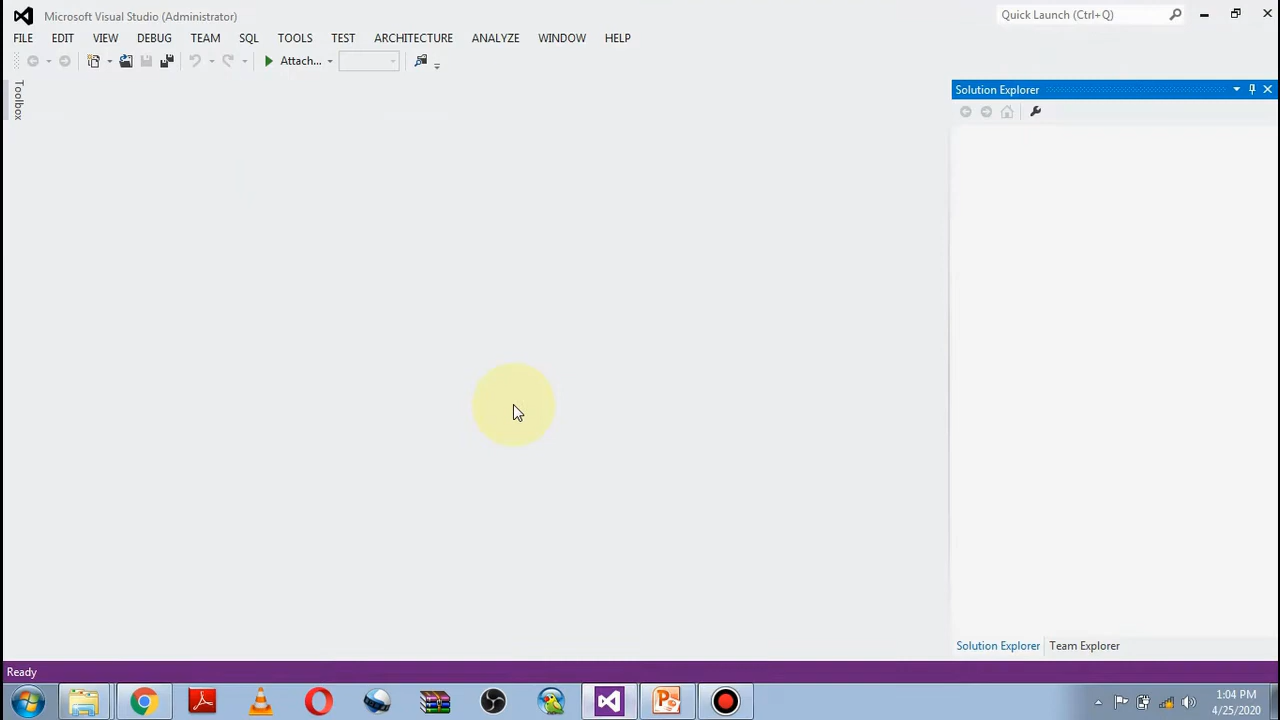 Microsoft Visual Studio (Administrator)
Quick Launch (Ctrl+Q)
FILE EDIT VIEW DEBUG TEAM SQL TOOLS TEST ARCHITECTURE ANALYZE WINDOW HELP
Attach...
Toolbox
Solution Explorer
Solution Explorer Team Explorer
Ready
1:04 PM
4/25/2020